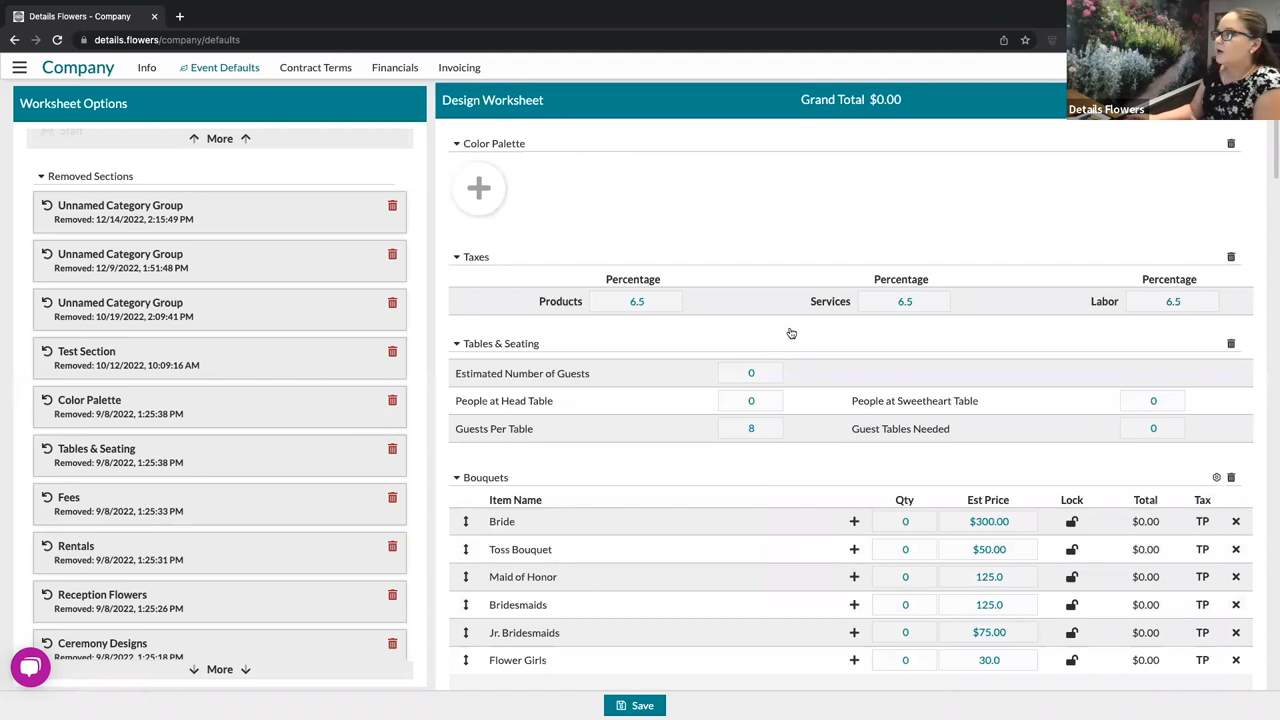 Details Flowers - Company
details.flowers/company/defaults
Company
Info
Event Defaults
Contract Terms
Financials
Invoicing
Details Flowers
Worksheet Options
Staff
More
Removed Sections
Unnamed Category Group
Removed: 12/14/2022, 2:15:49 PM
Unnamed Category Group
Removed: 12/9/2022, 1:51:48 PM
Unnamed Category Group
Removed: 10/19/2022, 2:09:41 PM
Test Section
Removed: 10/12/2022, 10:09:16 AM
Color Palette
Removed: 9/8/2022, 1:25:38 PM
Tables & Seating
Removed: 9/8/2022, 1:25:38 PM
Fees
Removed: 9/8/2022, 1:25:33 PM
Rentals
Removed: 9/8/2022, 1:25:31 PM
Reception Flowers
Removed: 9/8/2022, 1:25:26 PM
Ceremony Designs
Removed: 9/8/2022, 1:25:18 PM
More
Design Worksheet Grand Total $0.00
Color Palette
Taxes
Percentage Percentage Percentage
Products 6.5 Services 6.5 Labor 6.5
Tables & Seating
Estimated Number of Guests 0
People at Head Table 0 People at Sweetheart Table 0
Guests Per Table 8 Guest Tables Needed 0
Bouquets
Item Name Qty Est Price Lock Total Tax
Bride 0 $300.00 $0.00 TP
Toss Bouquet 0 $50.00 $0.00 TP
Maid of Honor 0 125.0 $0.00 TP
Bridesmaids 0 125.0 $0.00 TP
Jr. Bridesmaids 0 $75.00 $0.00 TP
Flower Girls 0 30.0 $0.00 TP
Save